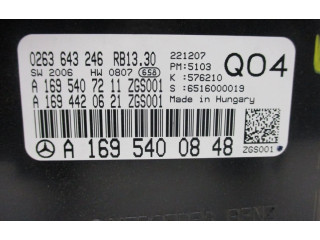 0263 643 246 RB13.30
SW 2006 HW 0807 658
A 169 540 72 11 ZGS001
A 169 442 06 21 ZGS001
221207
PM:5103
K :576210
S :6516000019
Made in Hungary
Q04
A 169 540 08 48
ZGS001